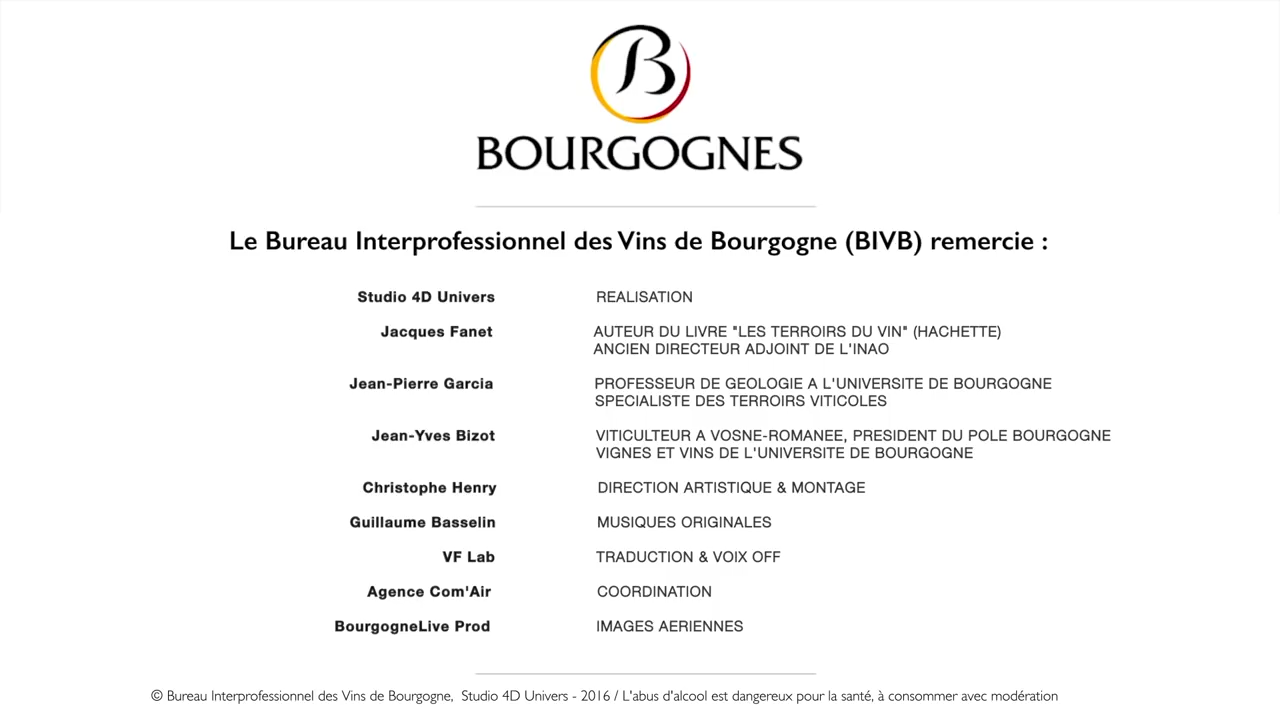 B
BOURGOGNES
Le Bureau Interprofessionnel des Vins de Bourgogne (BIVB) remercie :
Studio 4D Univers REALISATION
Jacques Fanet AUTEUR DU LIVRE "LES TERROIRS DU VIN" (HACHETTE)
ANCIEN DIRECTEUR ADJOINT DE L'INAO
Jean-Pierre Garcia PROFESSEUR DE GEOLOGIE A L'UNIVERSITE DE BOURGOGNE
SPECIALISTE DES TERROIRS VITICOLES
Jean-Yves Bizot VITICULTEUR A VOSNE-ROMANEE, PRESIDENT DU POLE BOURGOGNE
VIGNES ET VINS DE L'UNIVERSITE DE BOURGOGNE
Christophe Henry DIRECTION ARTISTIQUE & MONTAGE
Guillaume Basselin MUSIQUES ORIGINALES
VF Lab TRADUCTION & VOIX OFF
Agence Com'Air COORDINATION
BourgogneLive Prod IMAGES AERIENNES
© Bureau Interprofessionnel des Vins de Bourgogne, Studio 4D Univers - 2016 / L'abus d'alcool est dangereux pour la santé, à consommer avec modération